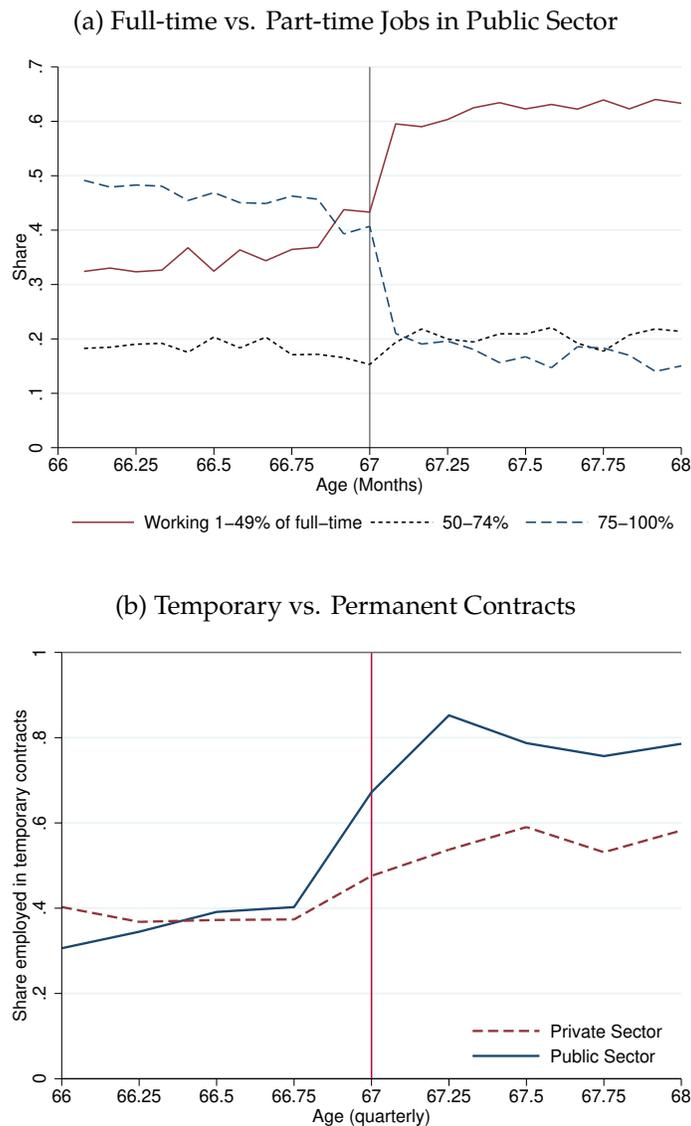 (a) Full-time vs. Part-time Jobs in Public Sector
.7
.6
.5
.4
.3
.2
.1
0
Share
66 66.25 66.5 66.75 67 67.25 67.5 67.75 68
Age (Months)
Working 1−49% of full−time 50−74% 75−100%
(b) Temporary vs. Permanent Contracts
1
.8
.6
.4
.2
0
Share employed in temporary contracts
Private Sector
Public Sector
66 66.25 66.5 66.75 67 67.25 67.5 67.75 68
Age (quarterly)